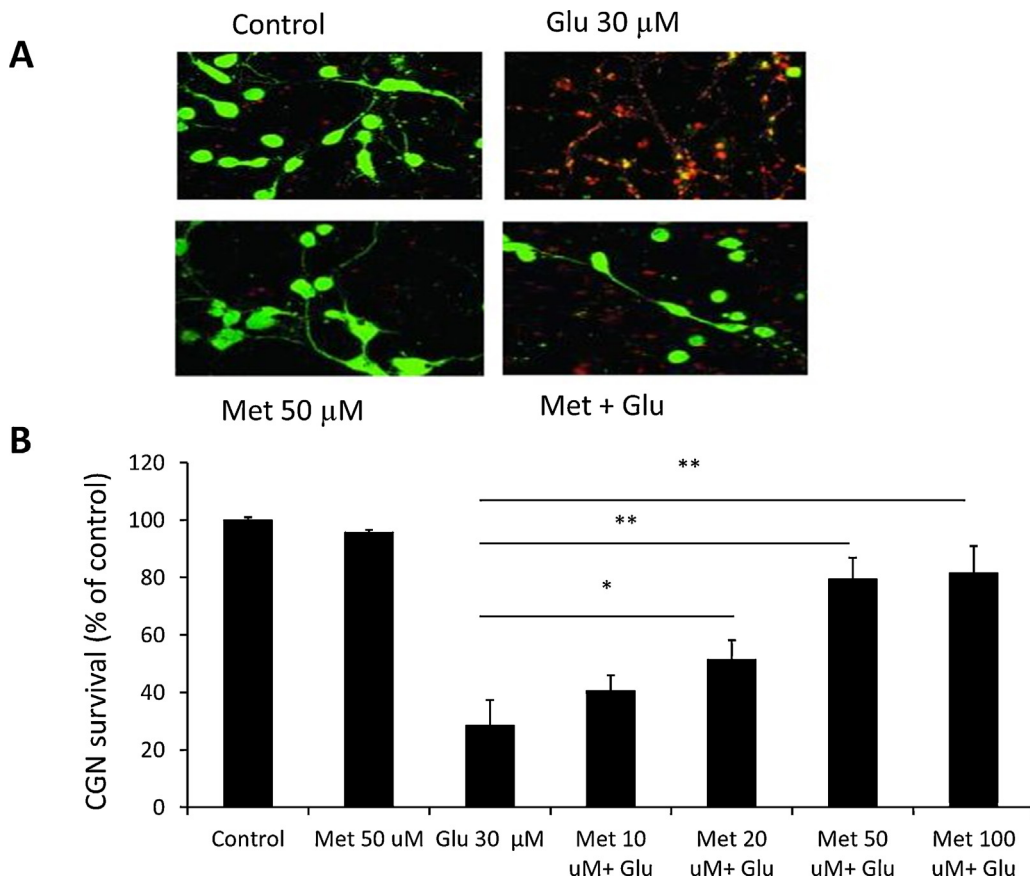 A
Control
Glu 30 μM
Met 50 μM
Met + Glu
B
CGN survival (% of control)
120
100
80
60
40
20
0
**
**
*
Control
Met 50 uM
Glu 30 μM
Met 10
uM+ Glu
Met 20
uM+ Glu
Met 50
uM+ Glu
Met 100
uM+ Glu